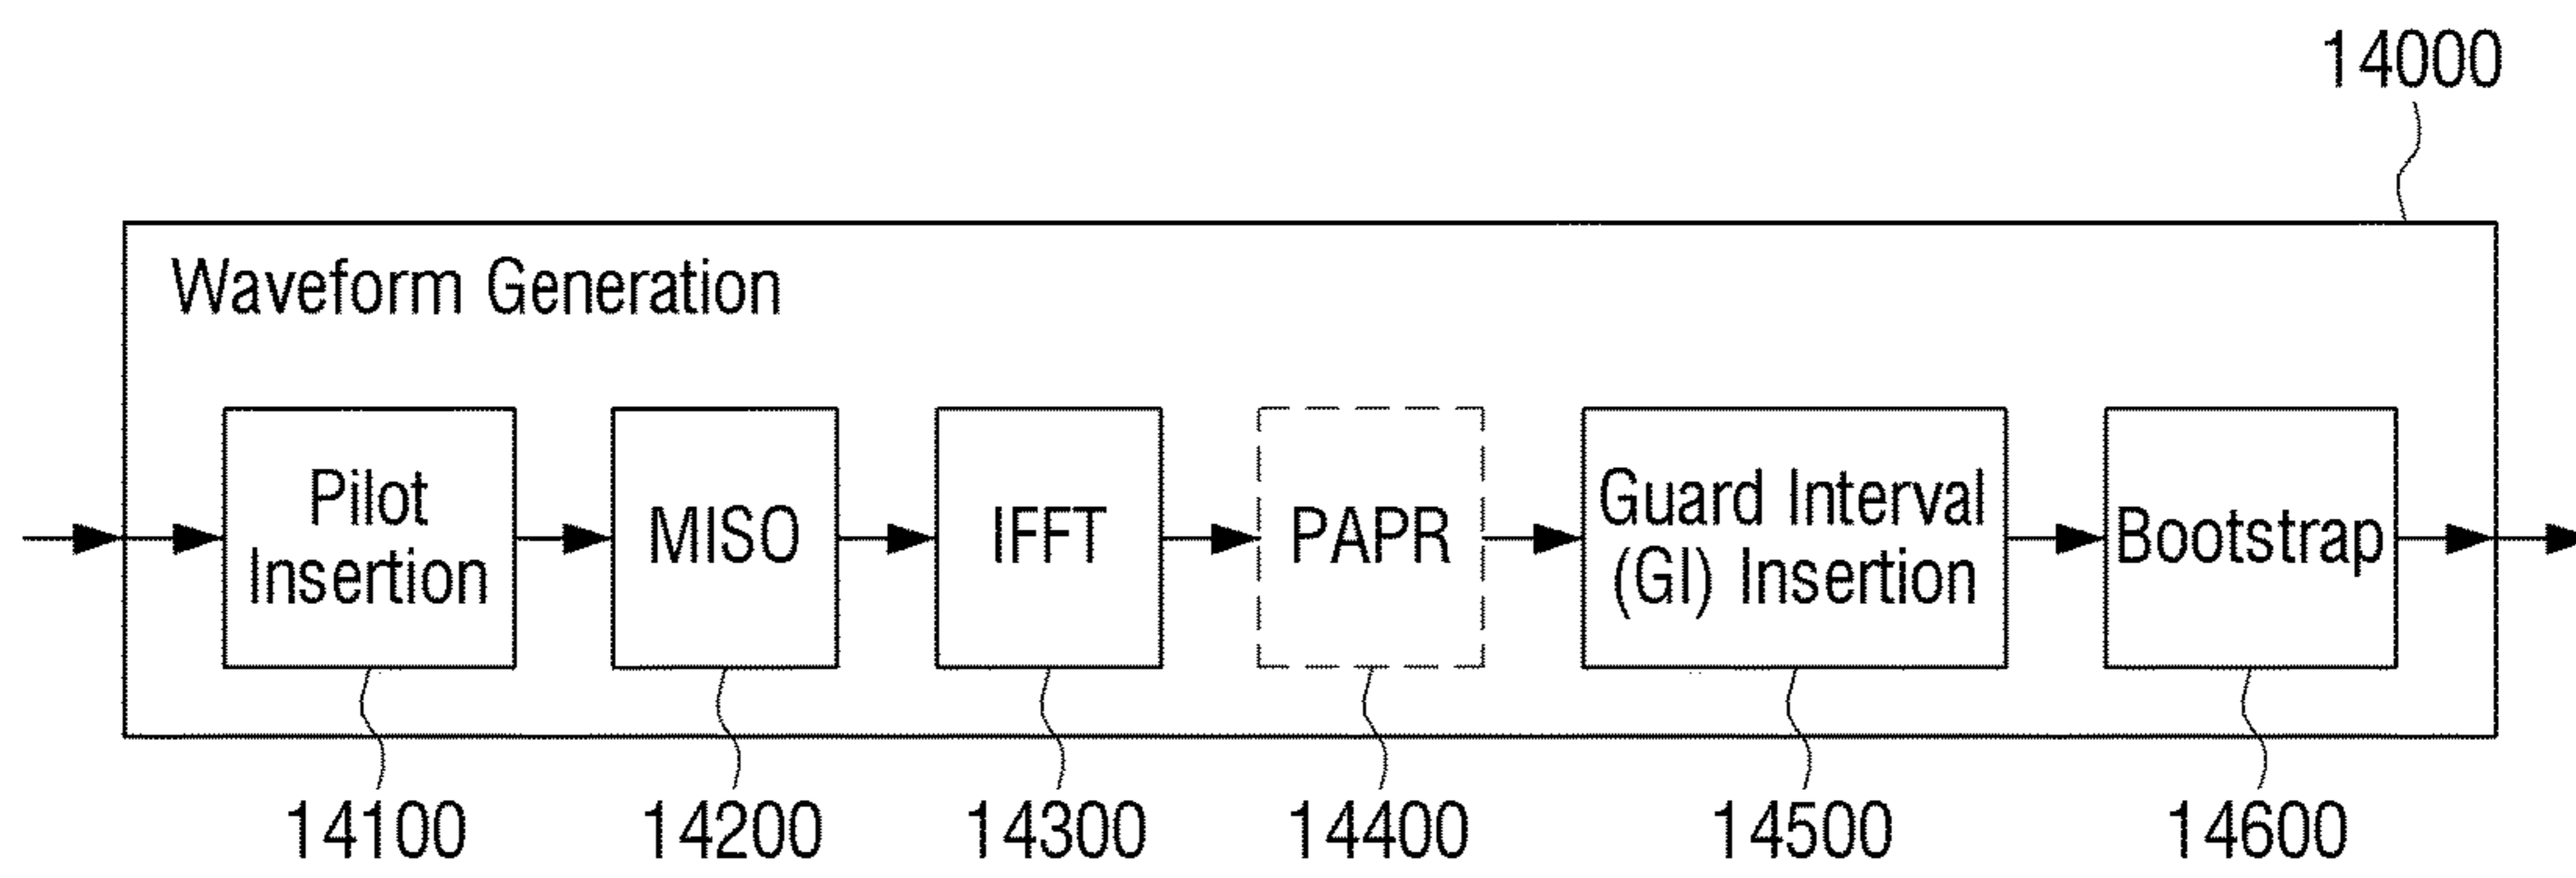 14000
Waveform Generation
Pilot
Insertion
MISO
IFFT
PAPR
Guard Interval
(GI) Insertion
Bootstrap
14100
14200
14300
14400
14500
14600